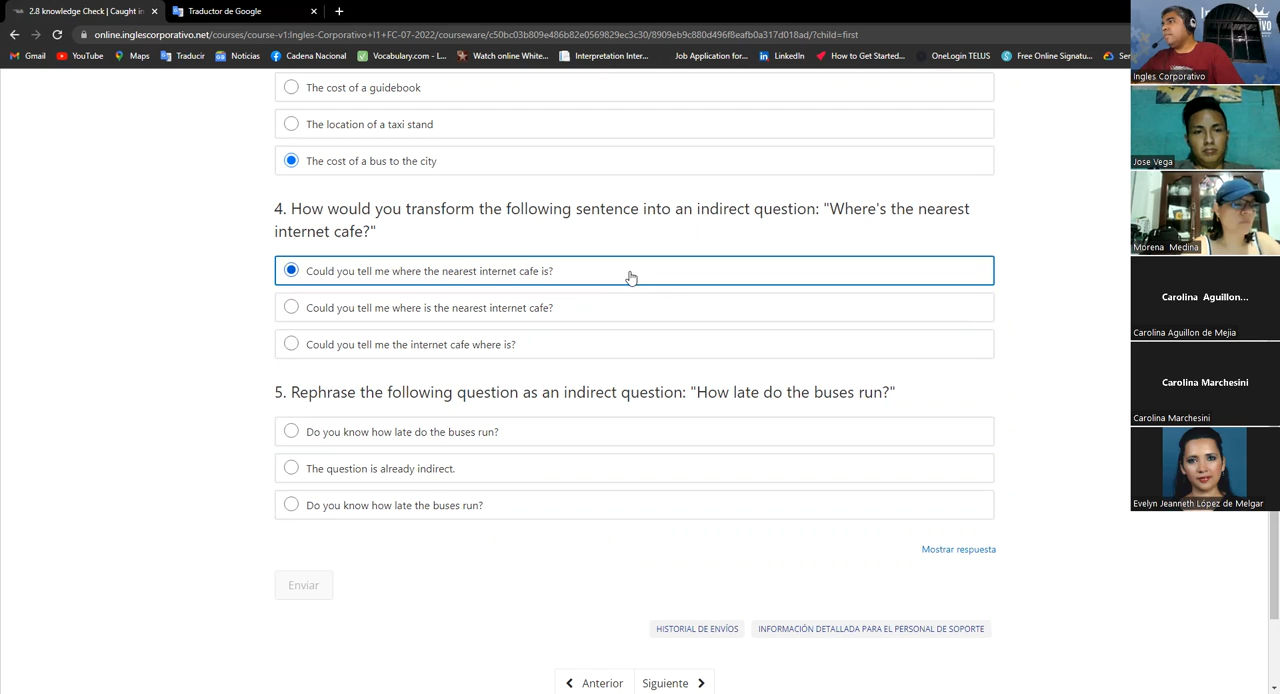 2.8 knowledge Check | Caught in
Traductor de Google
online.inglescorporativo.net/courses/course-v1:Ingles-Corporativo+I1+FC-07-2022/courseware/c50bc03b809e486b82e0569829ec3c30/8909eb9c880d496f8eafb0a317d018ad/?child=first
Gmail
YouTube
Maps
Traducir
Noticias
Cadena Nacional
Vocabulary.com - L...
Watch online White...
Interpretation Inter...
Job Application for...
LinkedIn
How to Get Started...
OneLogin TELUS
Free Online Signatu...
Ser
The cost of a guidebook
The location of a taxi stand
The cost of a bus to the city
4. How would you transform the following sentence into an indirect question: "Where's the nearest
internet cafe?"
Could you tell me where the nearest internet cafe is?
Could you tell me where is the nearest internet cafe?
Could you tell me the internet cafe where is?
5. Rephrase the following question as an indirect question: "How late do the buses run?"
Do you know how late do the buses run?
The question is already indirect.
Do you know how late the buses run?
Mostrar respuesta
Enviar
HISTORIAL DE ENVÍOS
INFORMACIÓN DETALLADA PARA EL PERSONAL DE SOPORTE
Anterior
Siguiente
Ingles Corporativo
Jose Vega
Morena Medina
Carolina Aguillon...
Carolina Aguillon de Mejia
Carolina Marchesini
Carolina Marchesini
Evelyn Jeanneth López de Melgar